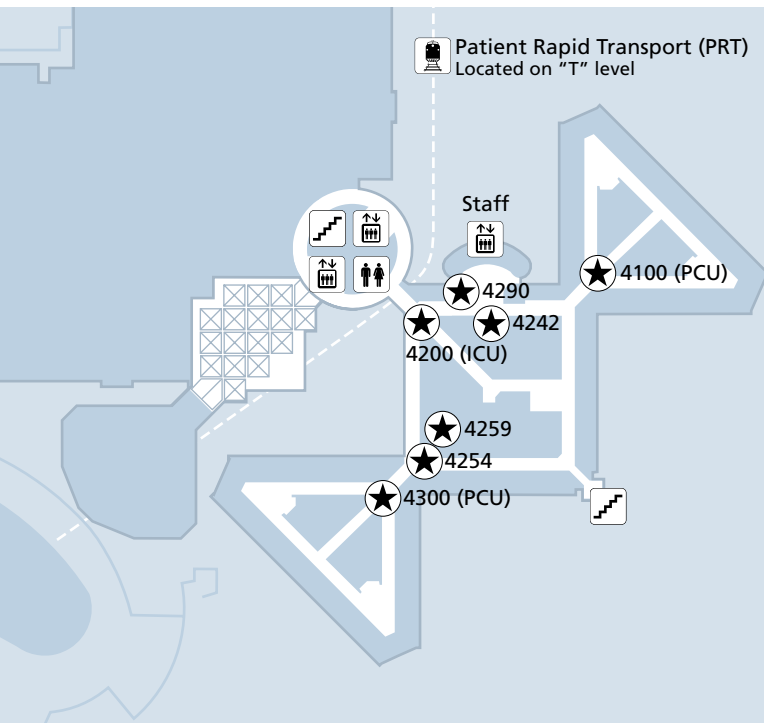 Patient Rapid Transport (PRT)
Located on “T” level
Staff
4100 (PCU)
4290
4242
4200 (ICU)
4259
4254
4300 (PCU)